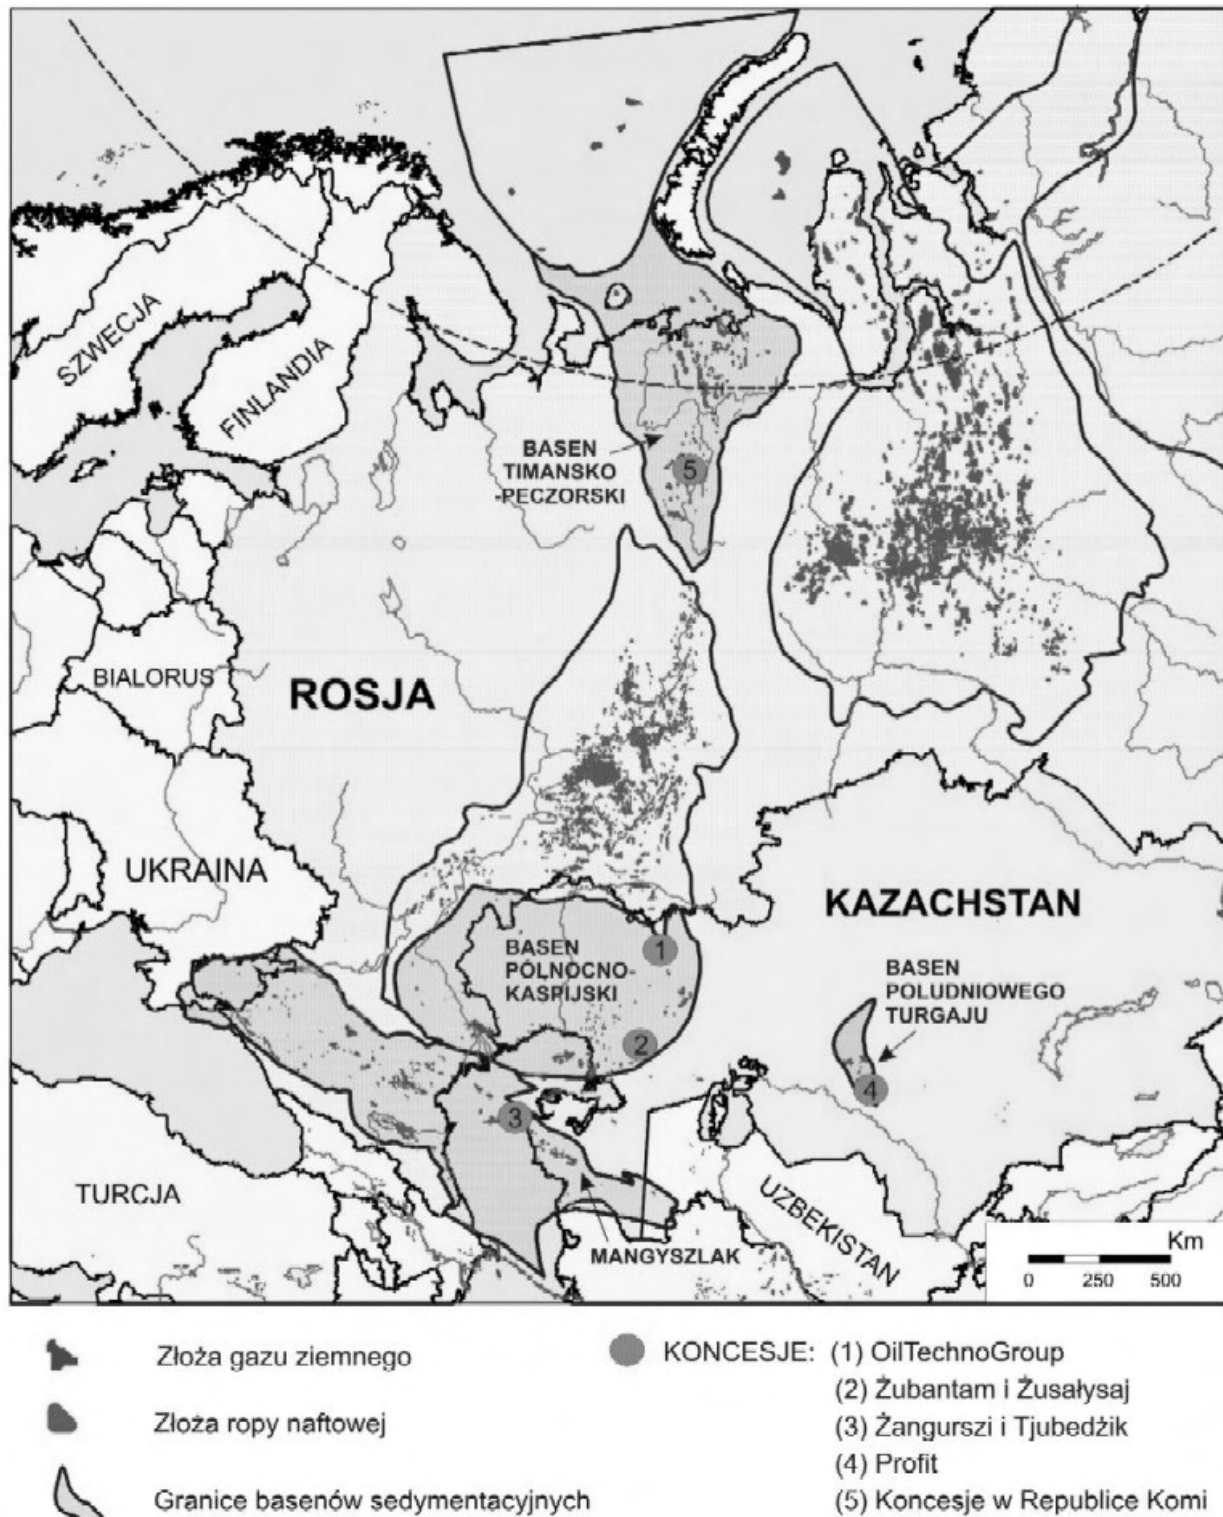 SZWECJA
FINLANDIA
BASEN
TIMANSKO
-PECZORSKI
5
BIALORUS
ROSJA
UKRAINA
KAZACHSTAN
BASEN
PÓLNOCNO-
KASPIJSKI
1
2
BASEN
POLUDNIOWEGO
TURGAJU
4
3
TURCJA
MANGYSZLAK
UZBEKISTAN
Km
0 250 500
Złoża gazu ziemnego
Złoża ropy naftowej
Granice basenów sedymentacyjnych
KONCESJE: (1) OilTechnoGroup
(2) Żubantam i Żusałysaj
(3) Żangurszi i Tjubedżik
(4) Profit
(5) Koncesje w Republice Komi